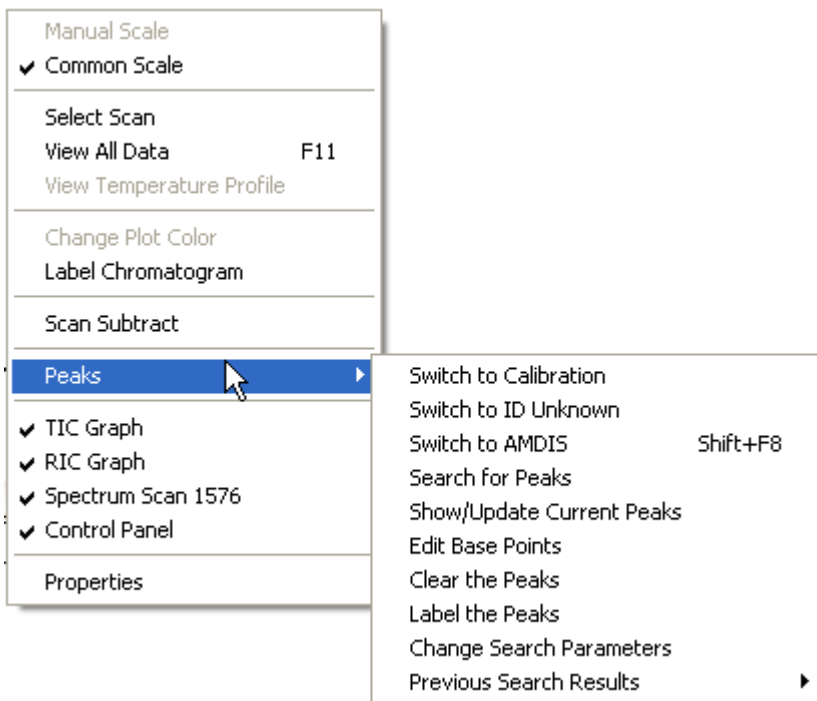 Manual Scale
Common Scale
Select Scan
View All Data F11
View Temperature Profile
Change Plot Color
Label Chromatogram
Scan Subtract
Peaks
TIC Graph
RIC Graph
Spectrum Scan 1576
Control Panel
Properties
Switch to Calibration
Switch to ID Unknown
Switch to AMDIS Shift+F8
Search for Peaks
Show/Update Current Peaks
Edit Base Points
Clear the Peaks
Label the Peaks
Change Search Parameters
Previous Search Results